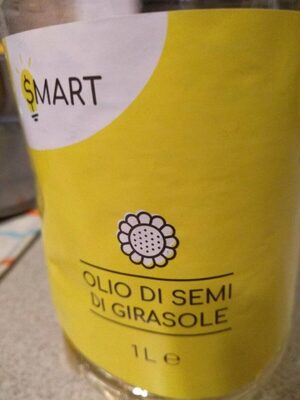 SMART
OLIO DI SEMI
DI GIRASOLE
1L e